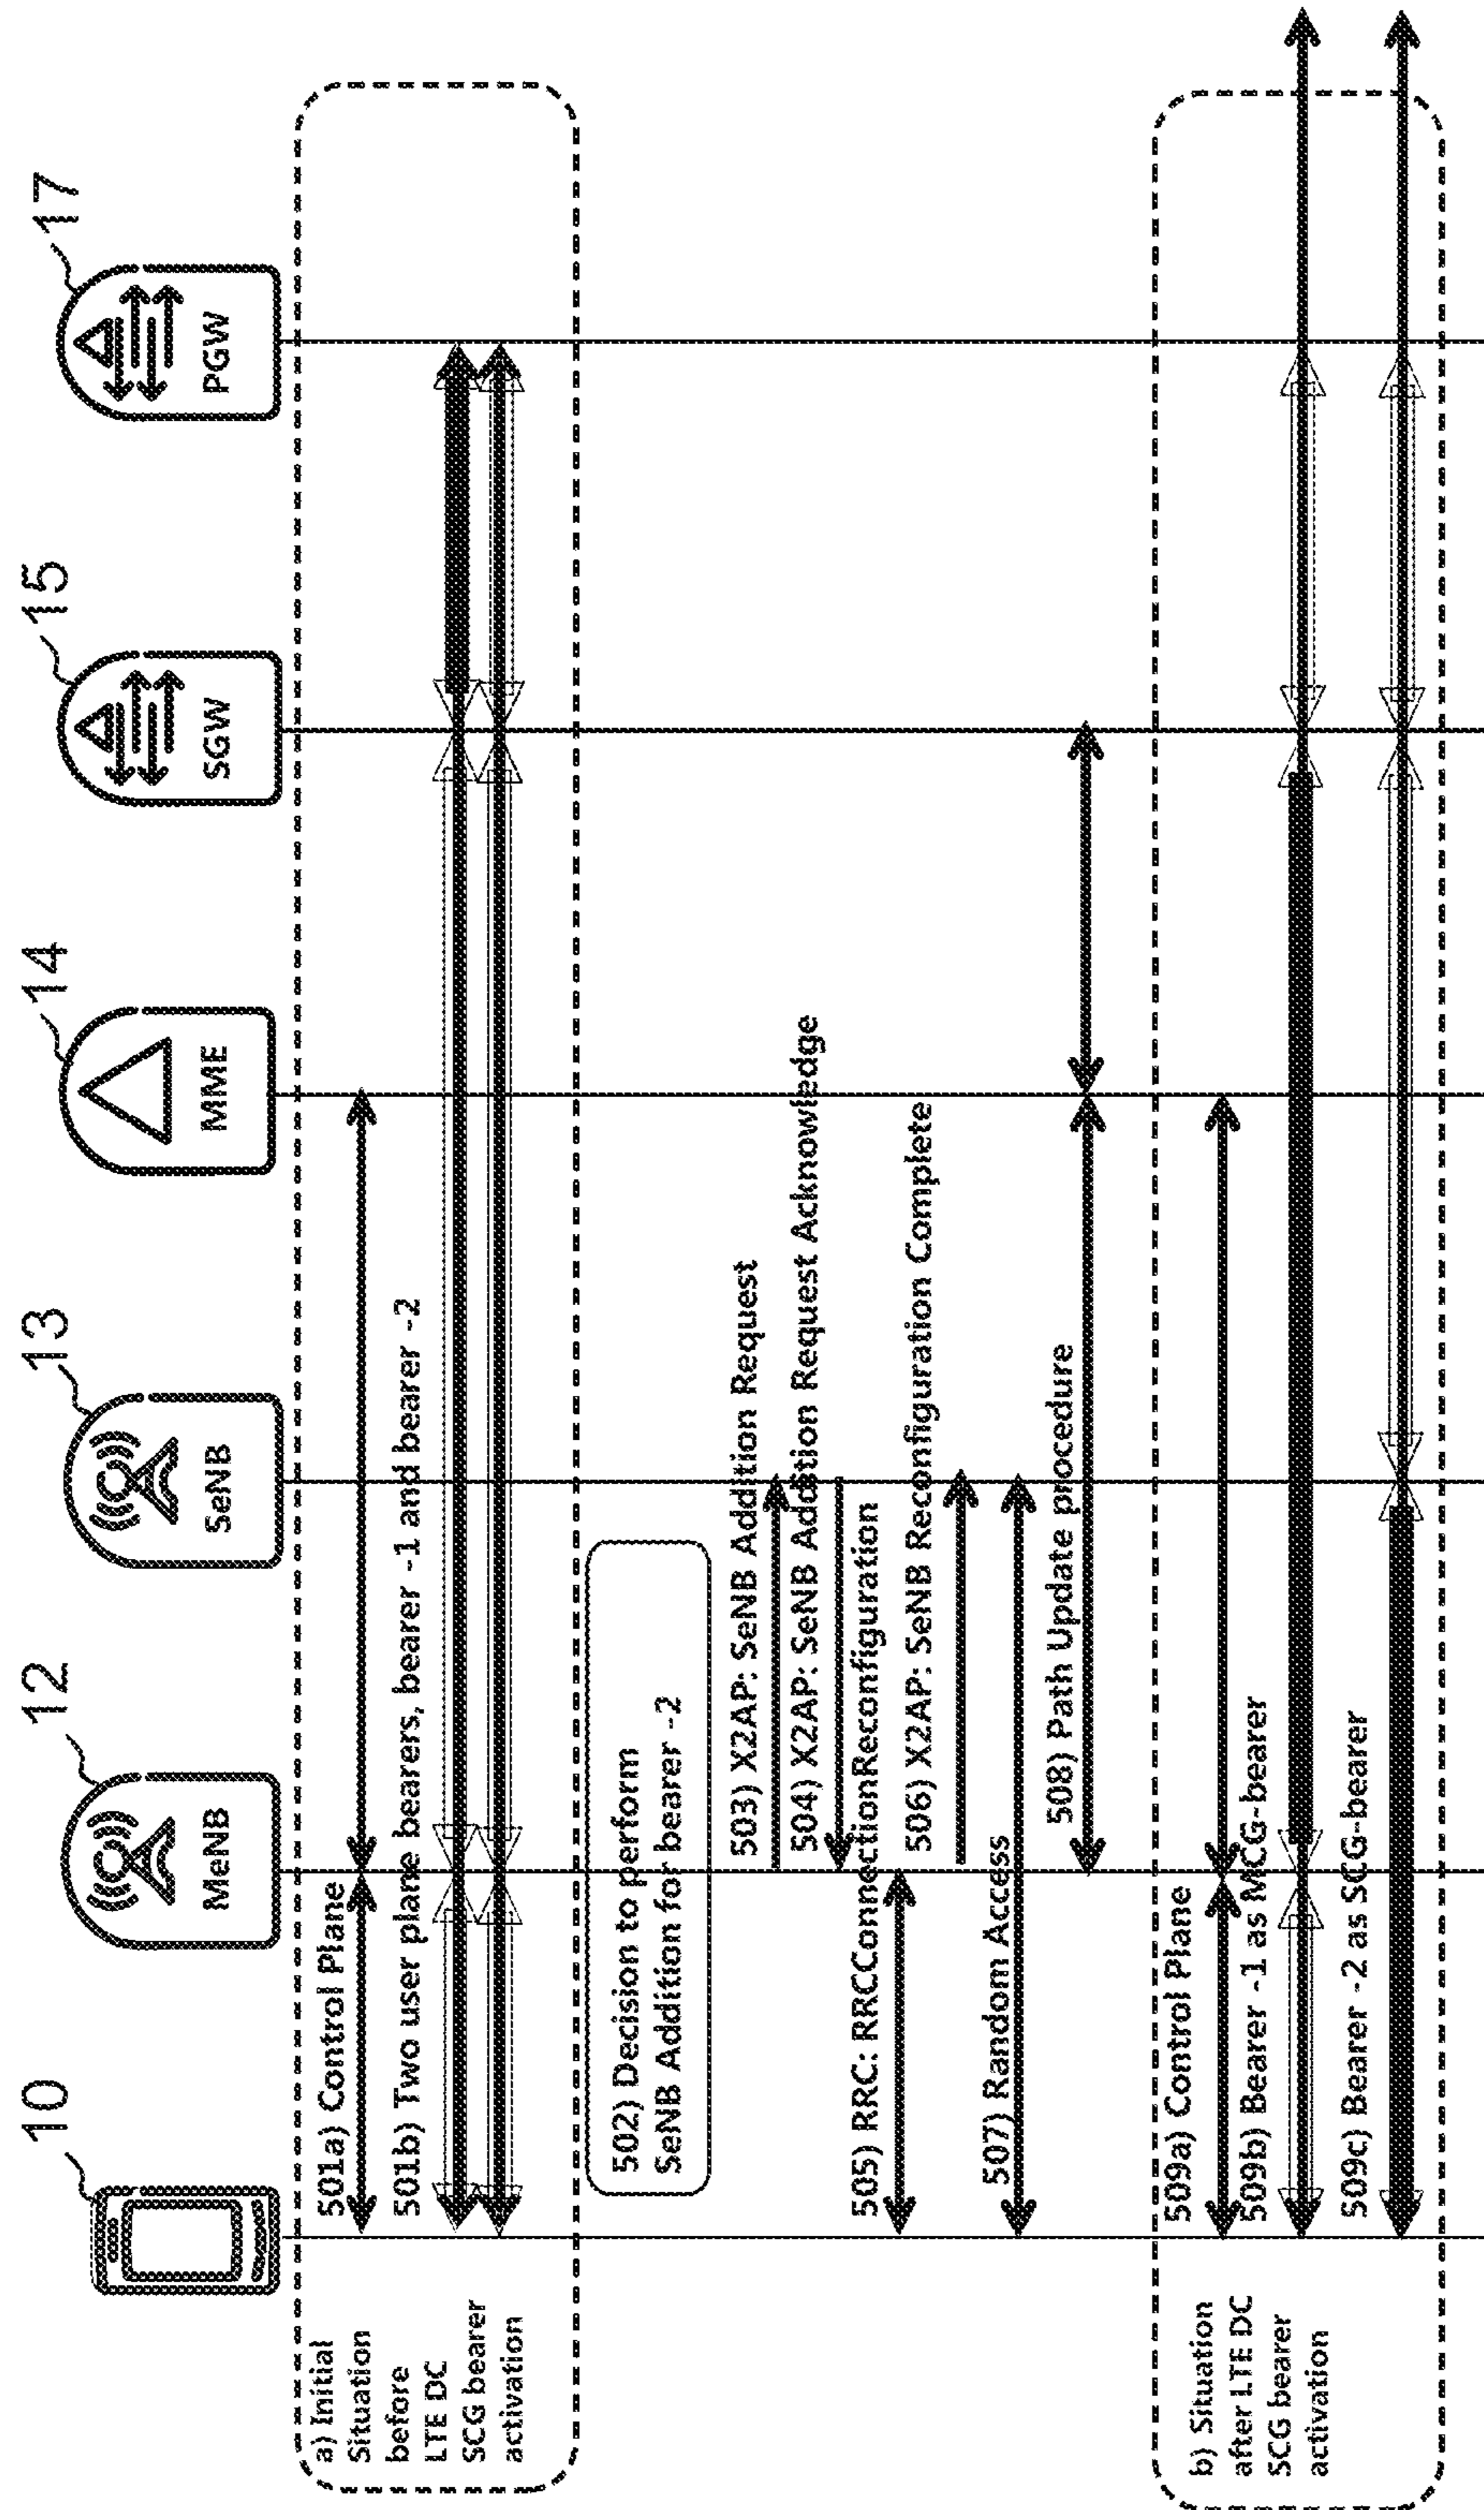 10
12
13
14
15
17
MeNB
SeNB
MME
SGW
PGW
a) Initial
Situation
before
LTE DC
SCG bearer
activation
501a) Control Plane
501b) Two user plane bearers, bearer -1 and bearer -2
502) Decision to perform
SeNB Addition for bearer -2
503) X2AP: SeNB Addition Request
504) X2AP: SeNB Addition Request Acknowledge
505) RRC: RRCConnectionReconfiguration
506) X2AP: SeNB Reconfiguration Complete
507) Random Access
508) Path Update procedure
b) Situation
after LTE DC
SCG bearer
activation
509a) Control Plane
509b) Bearer -1 as MCG-bearer
509c) Bearer -2 as SCG-bearer